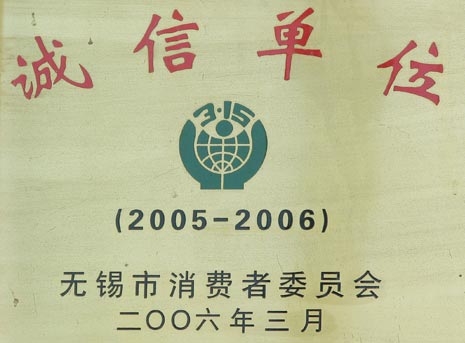 诚信单位
3·15
(2005-2006)
无锡市消费者委员会
二〇〇六年三月